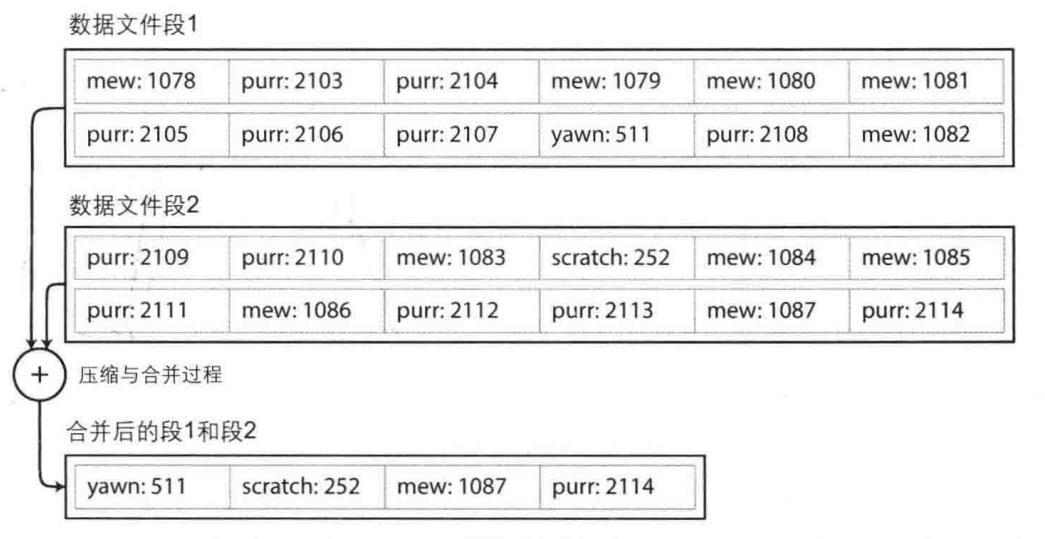 数据文件段1
mew: 1078 purr: 2103 purr: 2104 mew: 1079 mew: 1080 mew: 1081
purr: 2105 purr: 2106 purr: 2107 yawn: 511 purr: 2108 mew: 1082
数据文件段2
purr: 2109 purr: 2110 mew: 1083 scratch: 252 mew: 1084 mew: 1085
purr: 2111 mew: 1086 purr: 2112 purr: 2113 mew: 1087 purr: 2114
+ 压缩与合并过程
合并后的段1和段2
yawn: 511 scratch: 252 mew: 1087 purr: 2114